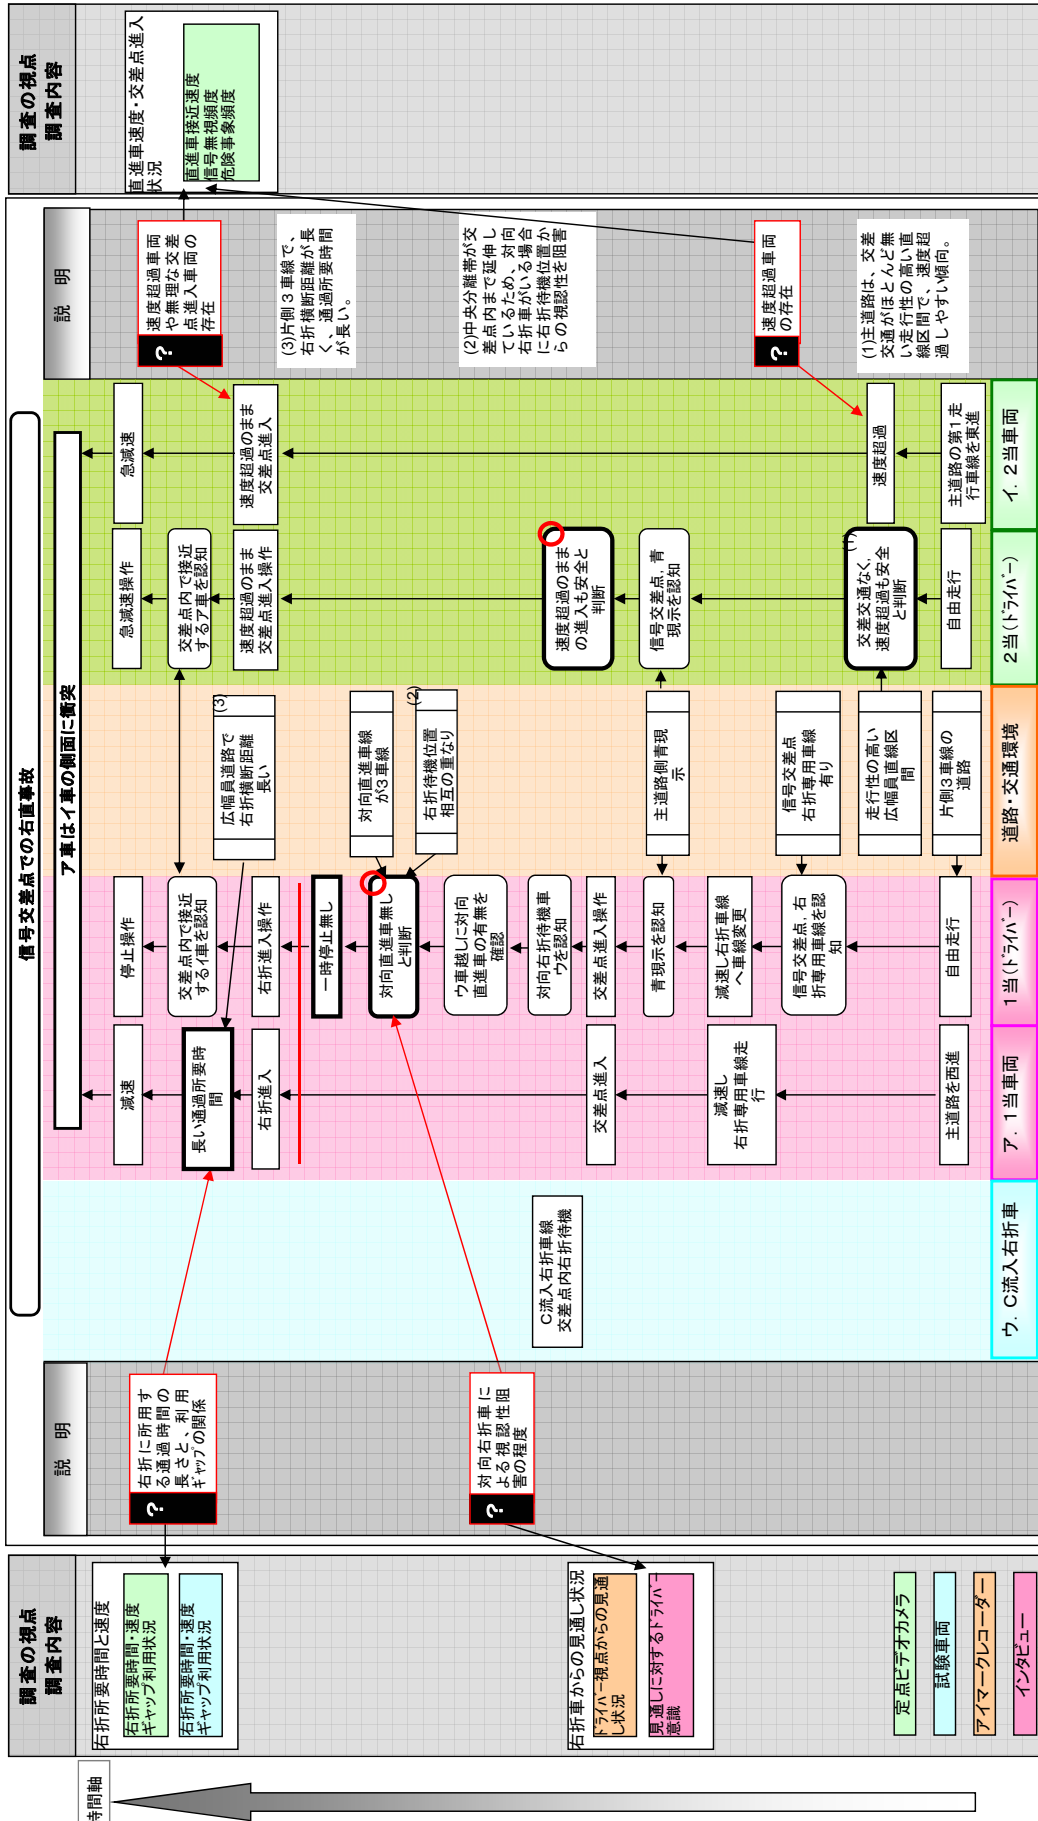 時間軸
調査の視点
調査内容
右折所要時間と速度
右折所要時間・速度
ギャップ利用状況
右折所要時間・速度
ギャップ利用状況
右折車からの見通し状況
ドライバー視点からの見通
し状況
見通しに対するドライバー
意識
定点ビデオカメラ
試験車両
アイマークレコーダー
インタビュー
信号交差点での右直事故
説 明
?
右折に所用す
る通過時間の
長さと、利用
ギャップの関係
?
対向右折車に
よる視認性阻
害の程度
ア車はイ車の側面に衝突
C流入右折車線
交差点内右折待機
ウ. C流入右折車
減速
長い通過所要時
間
右折進入
交差点進入
減速し
右折専用車線走
行
主道路を西進
ア. 1当車両
停止操作
交差点内で接近
するイ車を認知
右折進入操作
一時停止無し
対向直進車無し
と判断
ウ車越しに対向
直進車の有無を
確認
対向右折待機車
ウを認知
交差点進入操作
青現示を認知
減速し右折車線
へ車線変更
信号交差点, 右
折専用車線を認
知
自由走行
1当(ドライバー)
(3)
広幅員道路で
右折横断距離
長い
対向直進車線
が3車線
(2)
右折待機位置
相互の重なり
主道路側青現
示
信号交差点
右折専用車線
有り
走行性の高い
広幅員直線区
間
片側3車線の
道路
道路・交通環境
急減速操作
交差点内で接近
するア車を認知
速度超過のまま
交差点進入操作
速度超過のまま
の進入も安全と
判断
信号交差点, 青
現示を認知
(1)
交差交通なく,
速度超過も安全
と判断
自由走行
2当(ドライバー)
急減速
速度超過のまま
交差点進入
速度超過
主道路の第1走
行車線を東進
イ. 2当車両
説 明
?
速度超過車両
や無理な交差
点進入車両の
存在
(3)片側3車線で、
右折横断距離が長
く、通過所要時間
が長い。
(2)中央分離帯が交
差点内まで延伸し
ているため、対向
右折車がいる場合
に右折待機位置か
らの視認性を阻害
?
速度超過車両
の存在
(1)主道路は、交差
交通がほとんど無
い走行性の高い直
線区間で、速度超
過しやすい傾向。
調査の視点
調査内容
直進車速度・交差点進入
状況
直進車接近速度
信号無視頻度
危険事象頻度